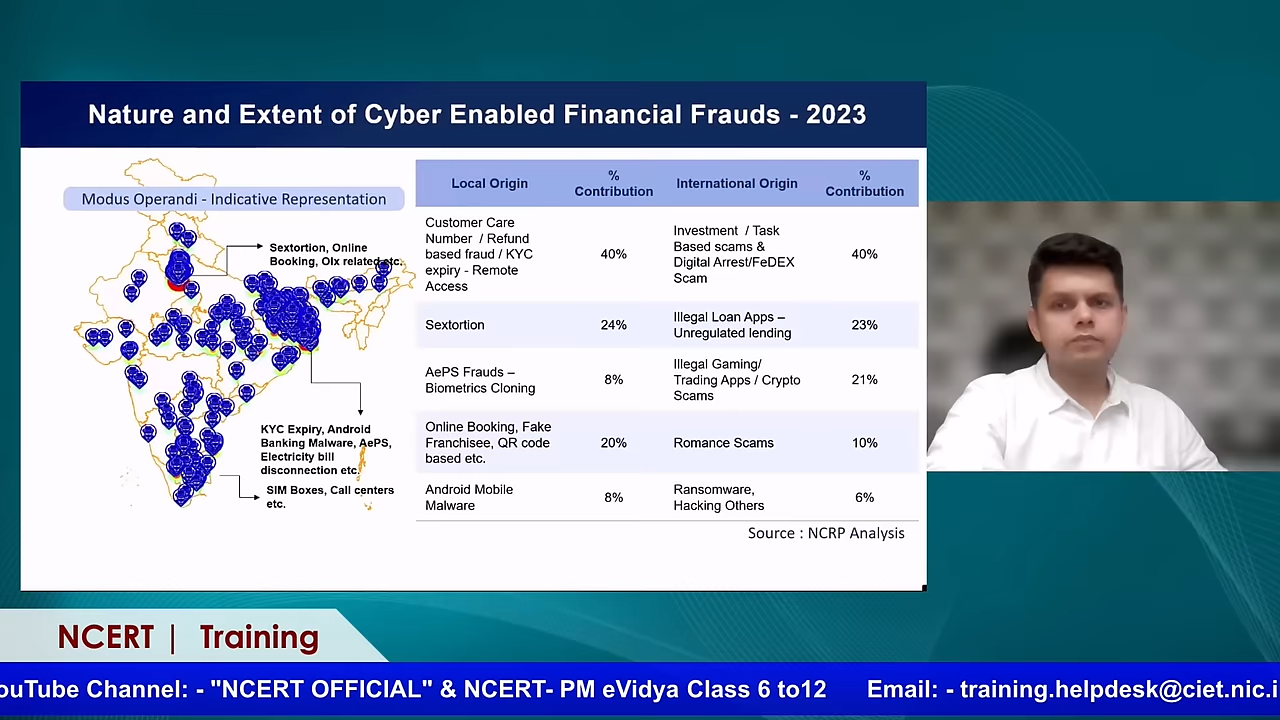 Nature and Extent of Cyber Enabled Financial Frauds - 2023
Modus Operandi - Indicative Representation
Sextortion, Online
Booking, Olx related etc.
KYC Expiry, Android
Banking Malware, AePS,
Electricity bill
disconnection etc.
SIM Boxes, Call centers
etc.
Local Origin
%
Contribution
International Origin
%
Contribution
Customer Care
Number / Refund
based fraud / KYC
expiry - Remote
Access
40%
Investment / Task
Based scams &
Digital Arrest/FeDEX
Scam
40%
Sextortion
24%
Illegal Loan Apps –
Unregulated lending
23%
AePS Frauds –
Biometrics Cloning
8%
Illegal Gaming/
Trading Apps / Crypto
Scams
21%
Online Booking, Fake
Franchisee, QR code
based etc.
20%
Romance Scams
10%
Android Mobile
Malware
8%
Ransomware,
Hacking Others
6%
Source : NCRP Analysis
NCERT | Training
ouTube Channel: - "NCERT OFFICIAL" & NCERT- PM eVidya Class 6 to12 Email: - training.helpdesk@ciet.nic.i